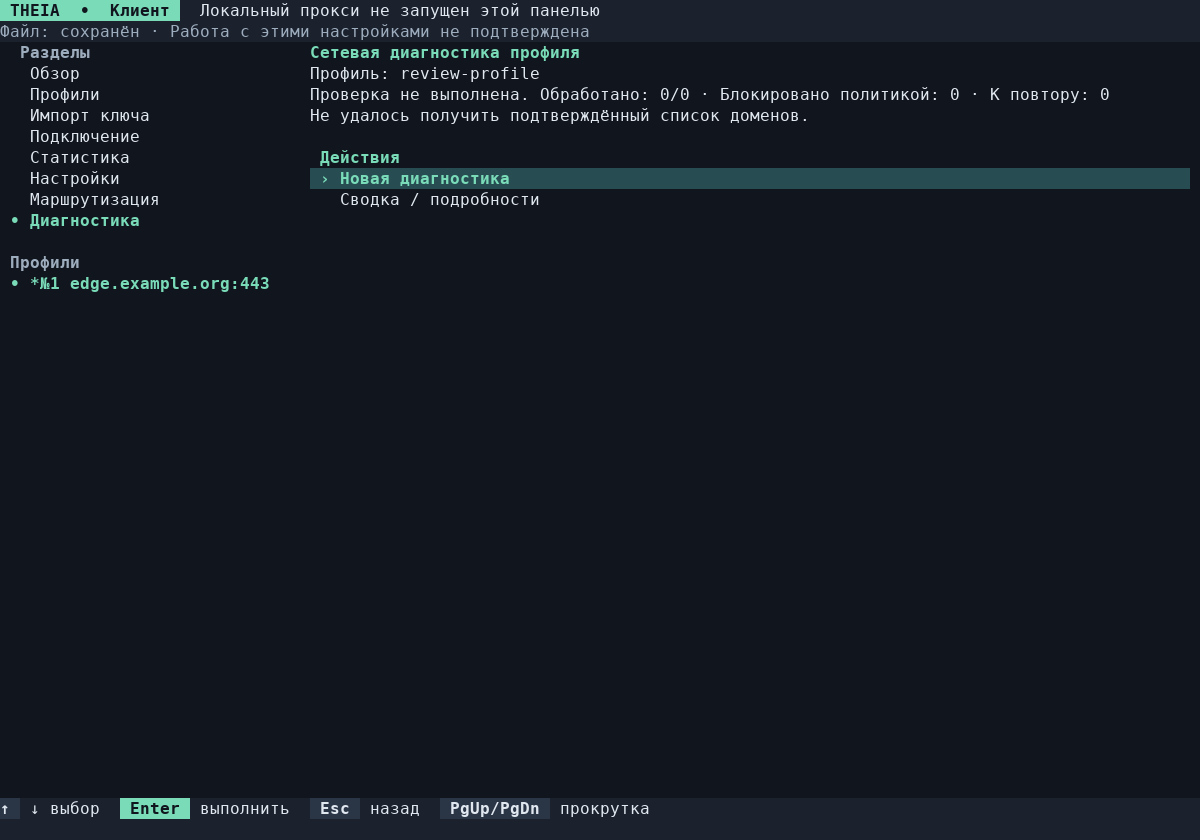 THEIA • Клиент Локальный прокси не запущен этой панелью
Файл: сохранён · Работа с этими настройками не подтверждена
Разделы
Обзор
Профили
Импорт ключа
Подключение
Статистика
Настройки
Маршрутизация
• Диагностика
Профили
• *№1 edge.example.org:443
Сетевая диагностика профиля
Профиль: review-profile
Проверка не выполнена. Обработано: 0/0 · Блокировано политикой: 0 · К повтору: 0
Не удалось получить подтверждённый список доменов.
Действия
› Новая диагностика
Сводка / подробности
↑ ↓ выбор Enter выполнить Esc назад PgUp/PgDn прокрутка